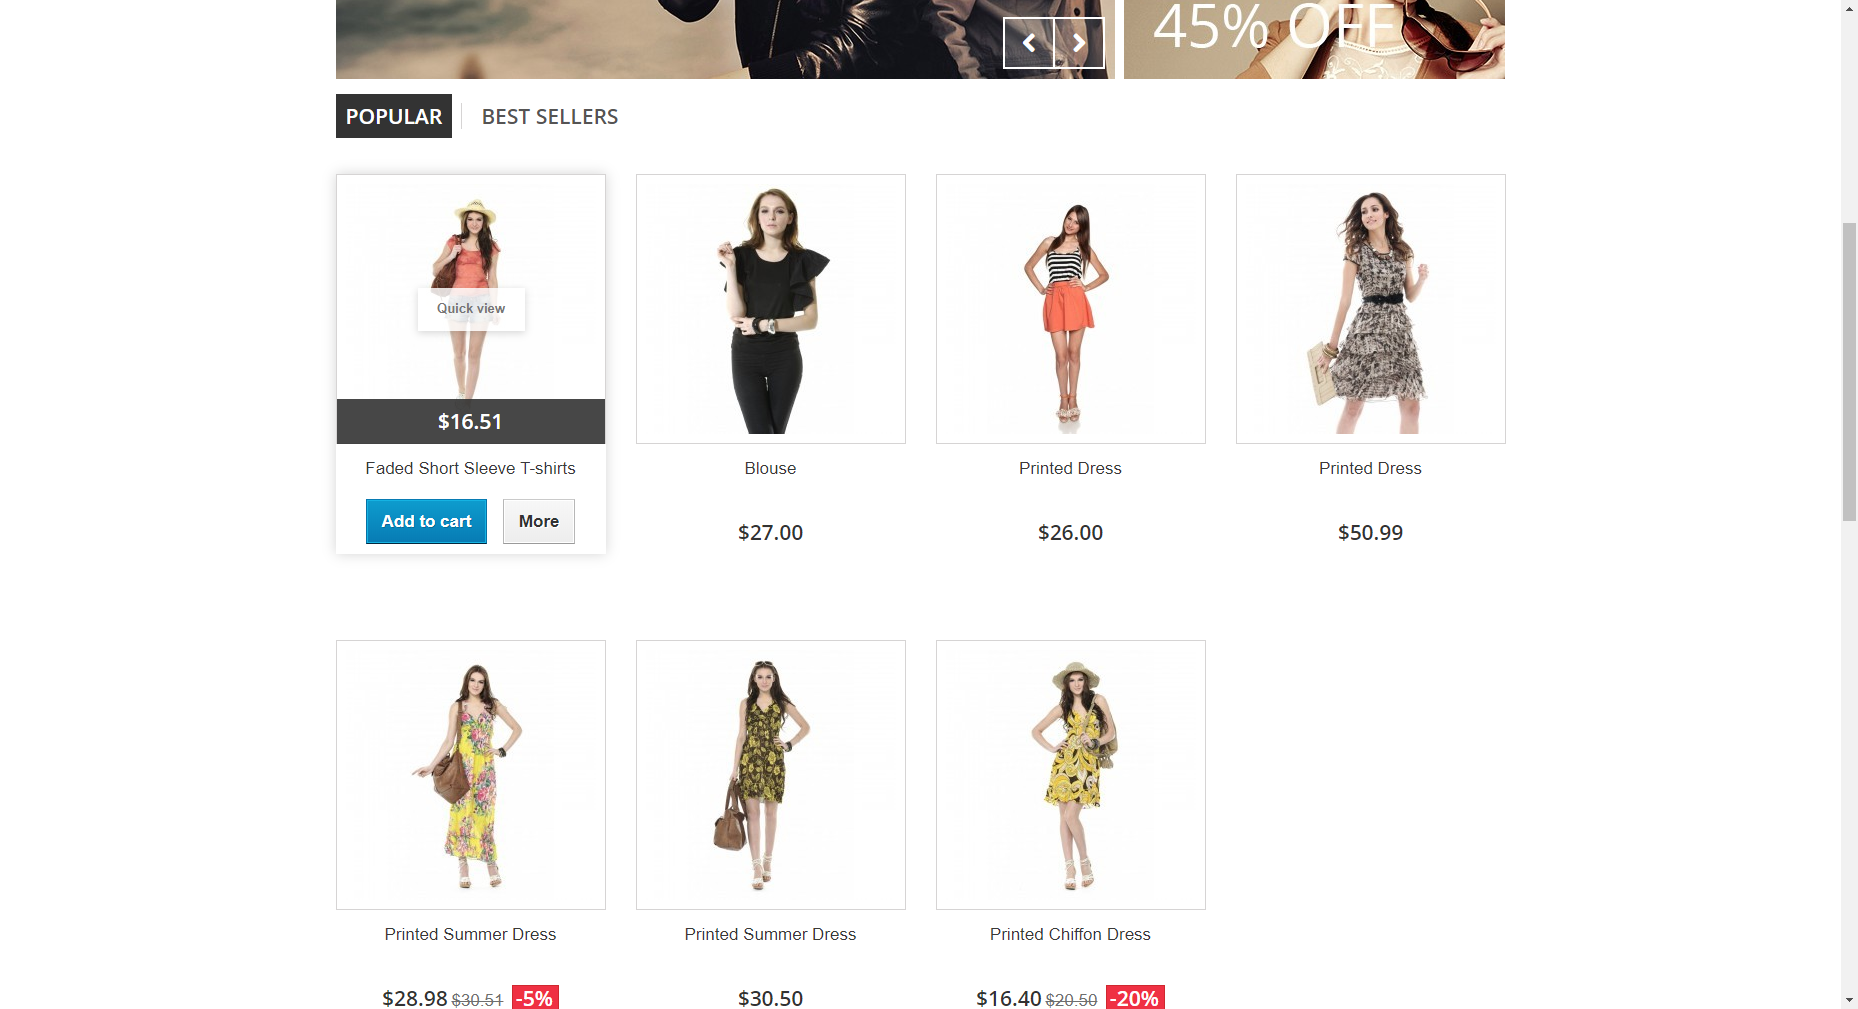 45% OFF
POPULAR
BEST SELLERS
Quick view
$16.51
Faded Short Sleeve T-shirts
Blouse
Printed Dress
Printed Dress
Add to cart
More
$27.00
$26.00
$50.99
Printed Summer Dress
Printed Summer Dress
Printed Chiffon Dress
$28.98 $30.51 -5%
$30.50
$16.40 $20.50 -20%